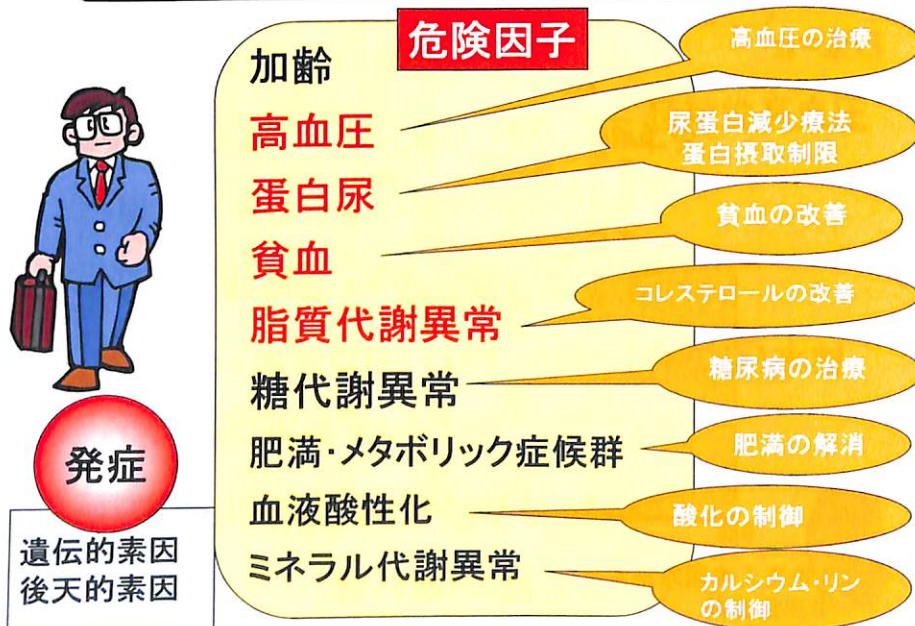 危険因子
加齢
高血圧
蛋白尿
貧血
脂質代謝異常
糖代謝異常
肥満・メタボリック症候群
血液酸性化
ミネラル代謝異常
高血圧の治療
尿蛋白減少療法
蛋白摂取制限
貧血の改善
コレステロールの改善
糖尿病の治療
肥満の解消
酸化の制御
カルシウム・リン
の制御
発症
遺伝的素因
後天的素因